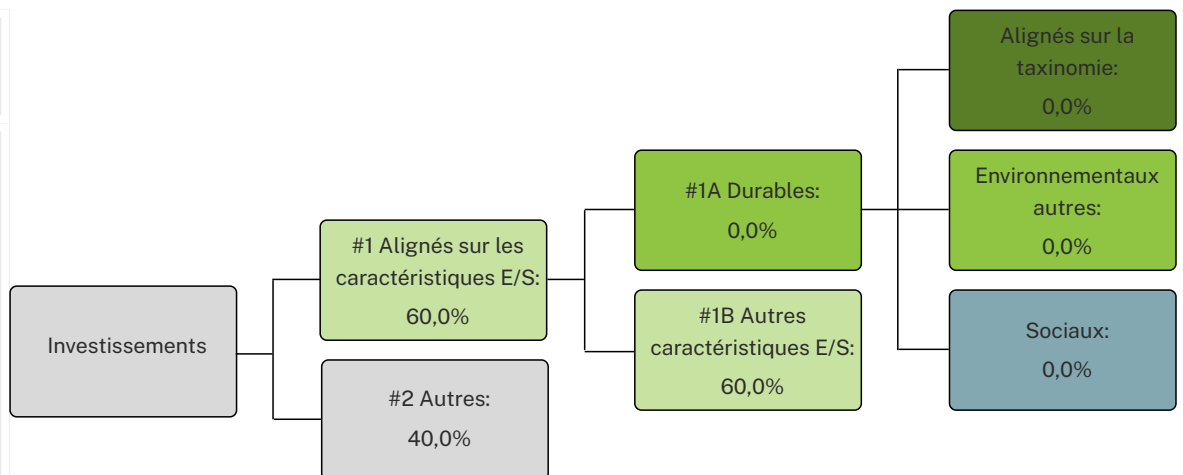 Investissements
#1 Alignés sur les
caractéristiques E/S:
60,0%
#2 Autres:
40,0%
#1A Durables:
0,0%
#1B Autres
caractéristiques E/S:
60,0%
Alignés sur la
taxinomie:
0,0%
Environnementaux
autres:
0,0%
Sociaux:
0,0%